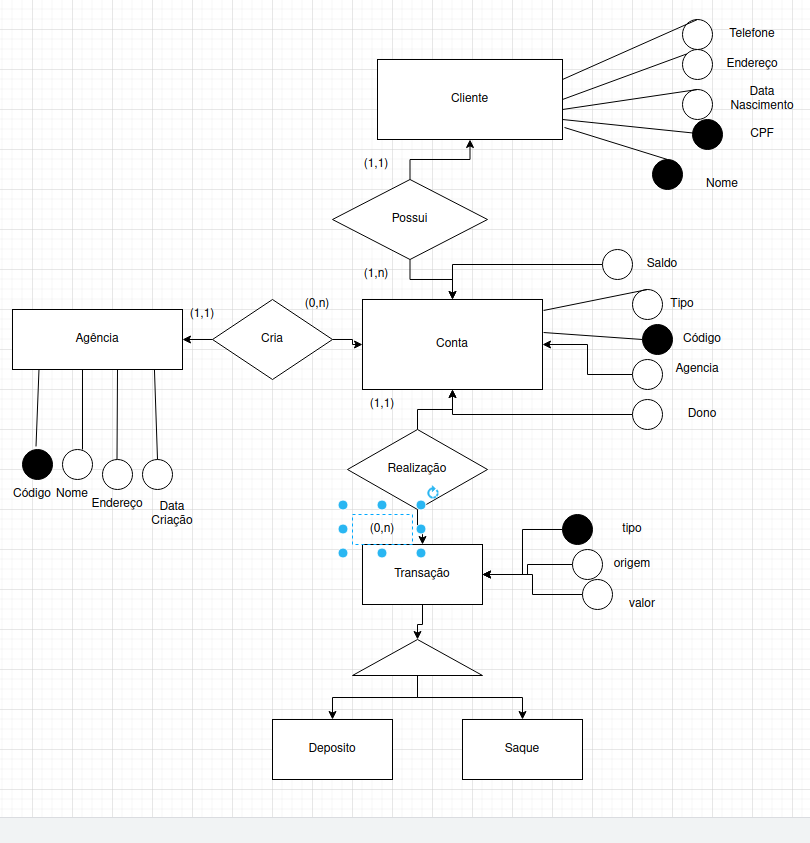 Telefone
Endereço
Data
Nascimento
Cliente
CPF
(1,1)
Nome
Possui
(1,n)
Saldo
(0,n)
Tipo
(1,1)
Agência
Cria
Conta
Código
Agencia
(1,1)
Dono
Realização
Código
Nome
Endereço
Data
Criação
(0,n)
tipo
origem
Transação
valor
Deposito
Saque